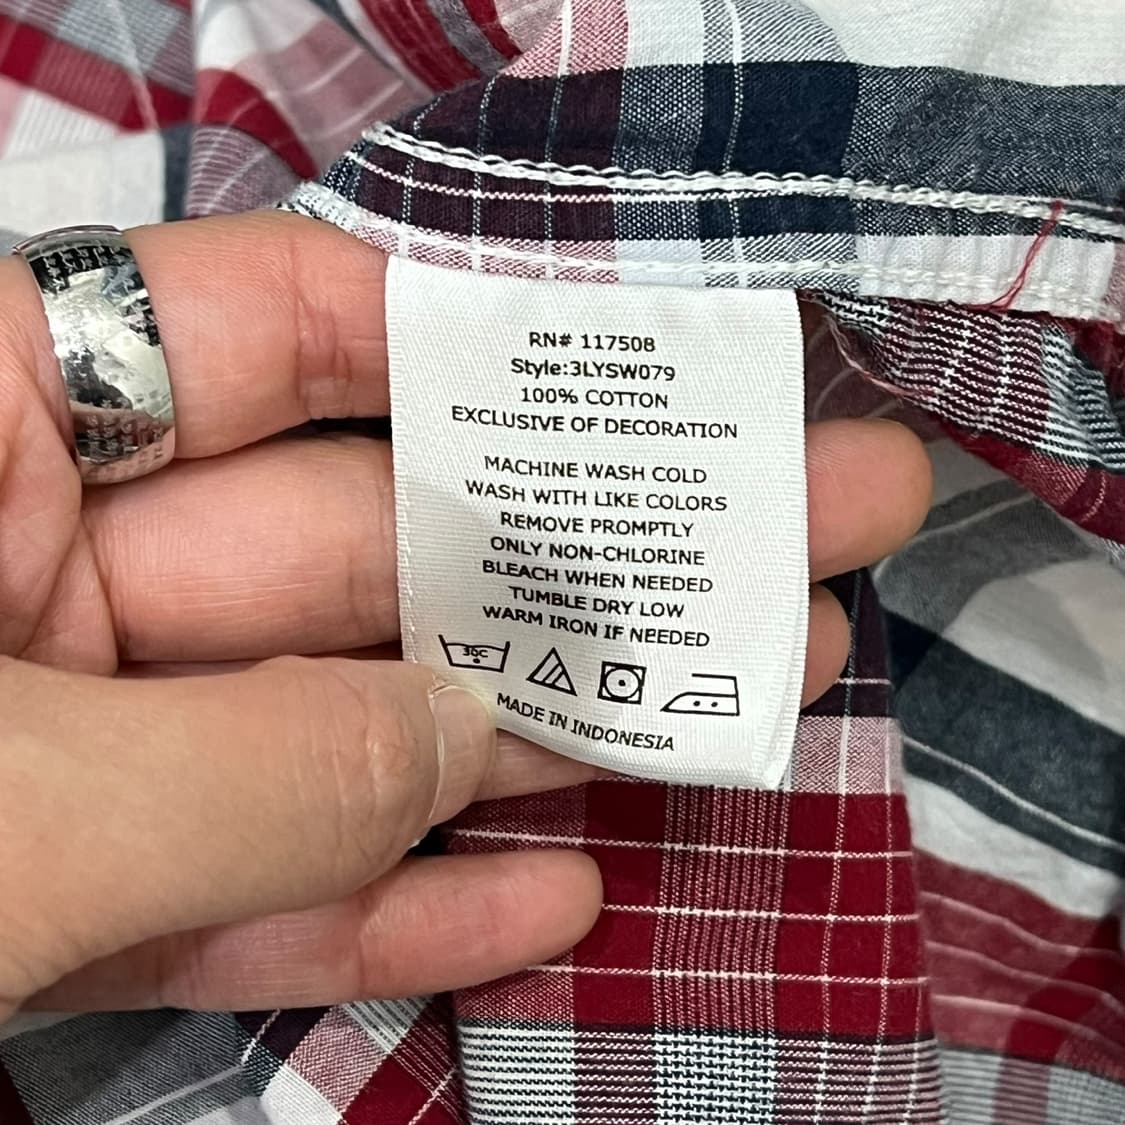 RN# 117508
Style:3LYSW079
100% COTTON
EXCLUSIVE OF DECORATION
MACHINE WASH COLD
WASH WITH LIKE COLORS
REMOVE PROMPTLY
ONLY NON-CHLORINE
BLEACH WHEN NEEDED
TUMBLE DRY LOW
WARM IRON IF NEEDED
30C
MADE IN INDONESIA